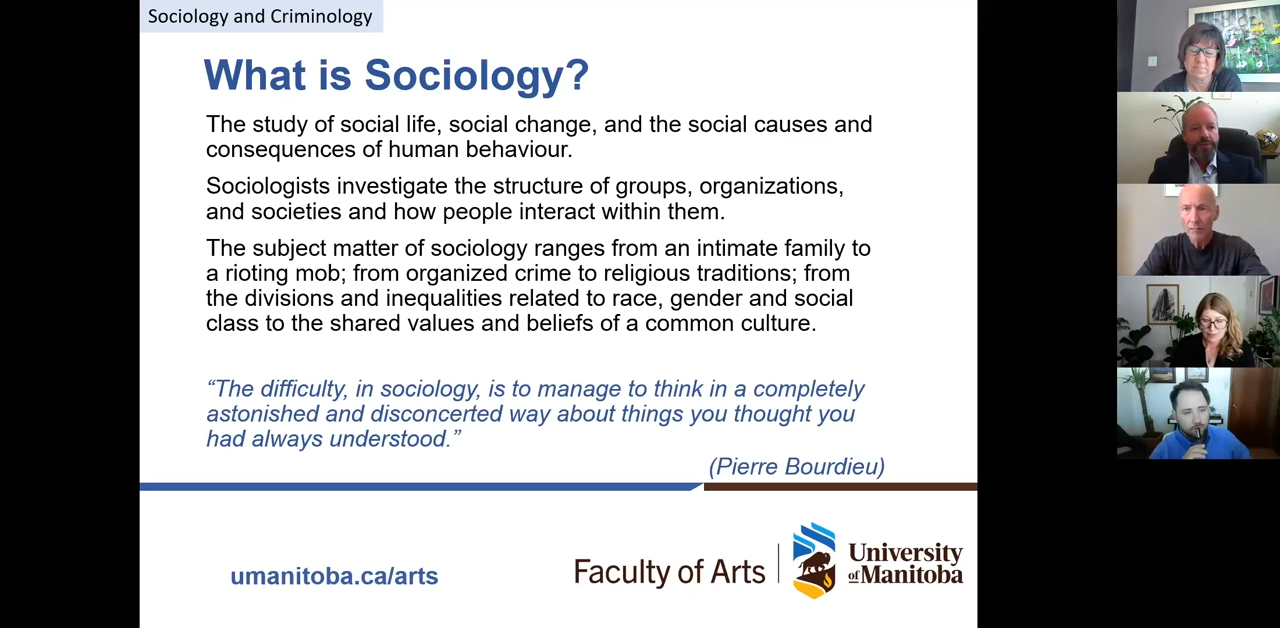 Sociology and Criminology
What is Sociology?
The study of social life, social change, and the social causes and
consequences of human behaviour.
Sociologists investigate the structure of groups, organizations,
and societies and how people interact within them.
The subject matter of sociology ranges from an intimate family to
a rioting mob; from organized crime to religious traditions; from
the divisions and inequalities related to race, gender and social
class to the shared values and beliefs of a common culture.
“The difficulty, in sociology, is to manage to think in a completely
astonished and disconcerted way about things you thought you
had always understood.”
(Pierre Bourdieu)
umanitoba.ca/arts
Faculty of Arts
University
of Manitoba